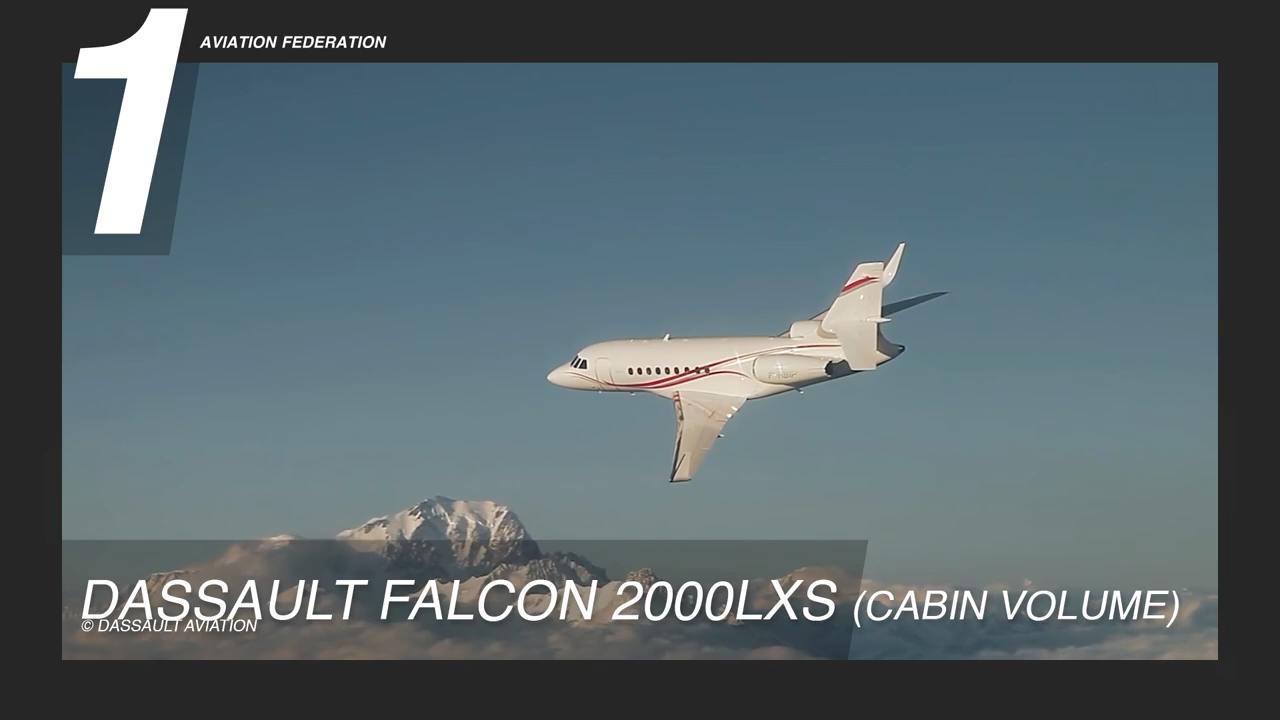 1
AVIATION FEDERATION
DASSAULT FALCON 2000LXS (CABIN VOLUME)
© DASSAULT AVIATION